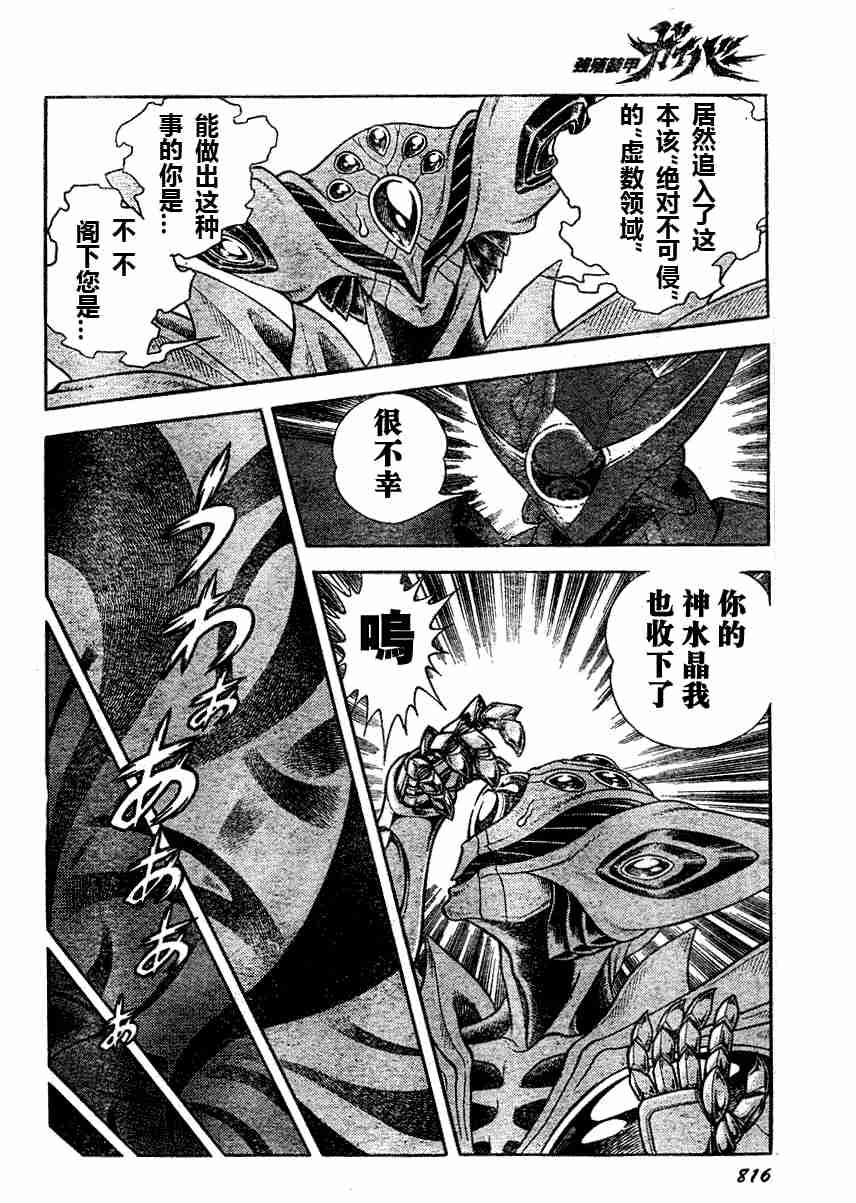 強殖装甲
ガイバー
居然追入了这
本该“绝对不可侵”
的“虚数领域”
能做出这种
事的你是…
不不
阁下您是…
很不幸
你的
神水晶我
也收下了
嗚
うわぁあああぁ
816